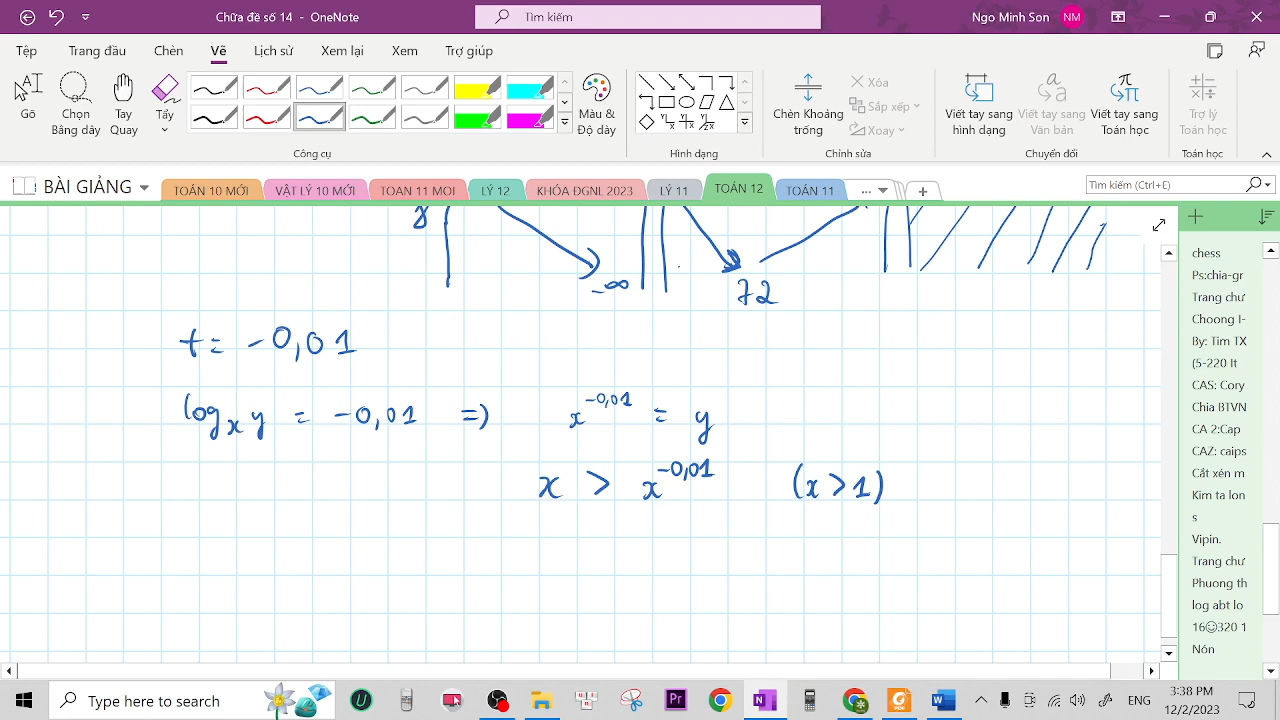 Chữa đề số 14 - OneNote
Tìm kiếm
Ngo Minh Son
NM
Tệp Trang đầu Chèn Vẽ Lịch sử Xem lại Xem Trợ giúp
Gõ
Chọn Bằng dây
Tay Quay
Tẩy
Công cụ
Màu & Độ dày
Hình dạng
Chèn Khoảng trống
Xóa
Sắp xếp
Xoay
Chỉnh sửa
Viết tay sang hình dạng
Viết tay sang Văn bản
Viết tay sang Toán học
Chuyển đổi
Tự lý Toán học
Toán học
BÀI GIẢNG
TOÁN 10 MỚI
VẬT LÝ 10 MỚI
TOAN 11 MOI
LÝ 12
KHÓA ĐGNL 2023
LÝ 11
TOÁN 12
TOÁN 11
...
Tìm kiếm (Ctrl+E)
-∞
72
t = -0,01
log_x y = -0,01 => x^{-0,01} = y
x > x^{-0,01} (x > 1)
chess
Ps:chia-gr
Trang chư
Choong I-
By: Tim TX
(5-220 lt
CAS: Cory
Chia BTVN
CA 2:Cap
CAZ: caips
Cắt xén m
Kim ta lon
s
Vipin.
Trang chư
Phuong th
log abt lo
16☺320 1
Nón
Type here to search
ENG
3:38 PM
12/2/2023